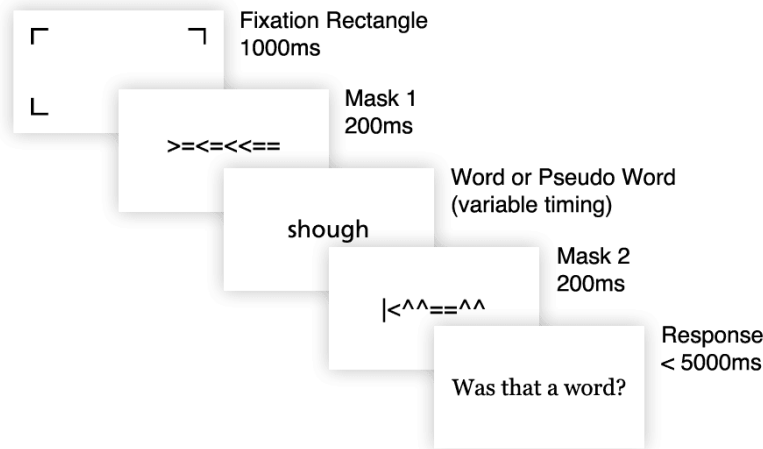 Fixation Rectangle
1000ms
Mask 1
200ms
>=<=<<==
Word or Pseudo Word
(variable timing)
shough
Mask 2
200ms
|<^^==^^
Response
< 5000ms
Was that a word?